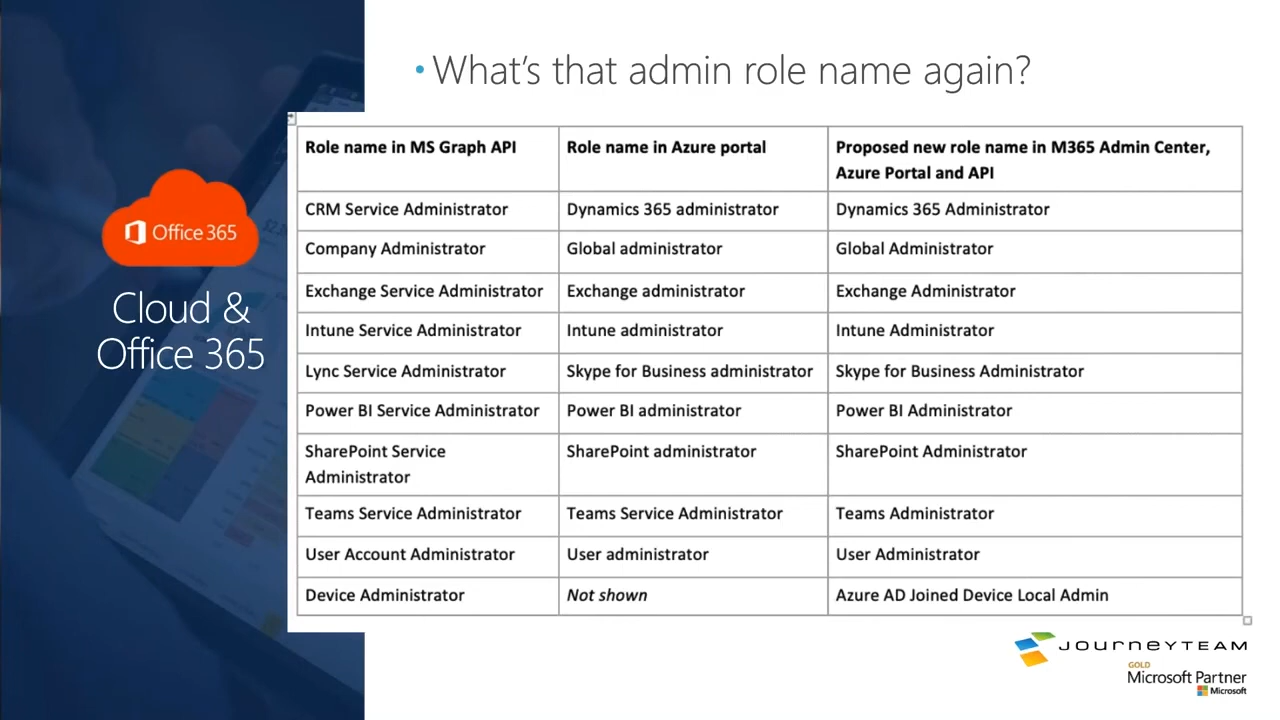 • What's that admin role name again?
Office 365
Cloud &
Office 365
Role name in MS Graph API
Role name in Azure portal
Proposed new role name in M365 Admin Center,
Azure Portal and API
CRM Service Administrator
Dynamics 365 administrator
Dynamics 365 Administrator
Company Administrator
Global administrator
Global Administrator
Exchange Service Administrator
Exchange administrator
Exchange Administrator
Intune Service Administrator
Intune administrator
Intune Administrator
Lync Service Administrator
Skype for Business administrator
Skype for Business Administrator
Power BI Service Administrator
Power BI administrator
Power BI Administrator
SharePoint Service
Administrator
SharePoint administrator
SharePoint Administrator
Teams Service Administrator
Teams Service Administrator
Teams Administrator
User Account Administrator
User administrator
User Administrator
Device Administrator
Not shown
Azure AD Joined Device Local Admin
JOURNEYTEAM
GOLD
Microsoft Partner
Microsoft